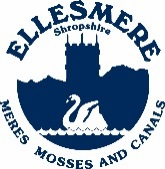 ELLESMERE
Shropshire
MERES MOSSES AND CANALS